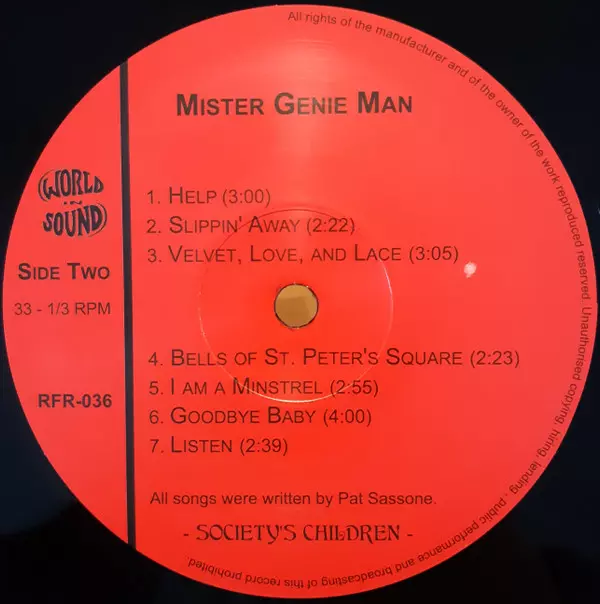 All rights of the manufacturer and of the owner of the work reproduced reserved. Unauthorised copying, hiring, lending, public performance and broadcasting of this record prohibited.
MISTER GENIE MAN
WORLD
IN
SOUND
SIDE TWO
33 - 1/3 RPM
RFR-036
1. HELP (3:00)
2. SLIPPIN' AWAY (2:22)
3. VELVET, LOVE, AND LACE (3:05)
4. BELLS OF ST. PETER'S SQUARE (2:23)
5. I AM A MINSTREL (2:55)
6. GOODBYE BABY (4:00)
7. LISTEN (2:39)
All songs were written by Pat Sassone.
- SOCIETY'S CHILDREN -